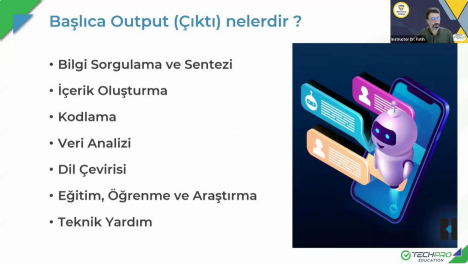 Başlıca Output (Çıktı) nelerdir ?
Instructor Dr. Fatih
• Bilgi Sorgulama ve Sentezi
• İçerik Oluşturma
• Kodlama
• Veri Analizi
• Dil Çevirisi
• Eğitim, Öğrenme ve Araştırma
• Teknik Yardım
TECHPRO
EDUCATION